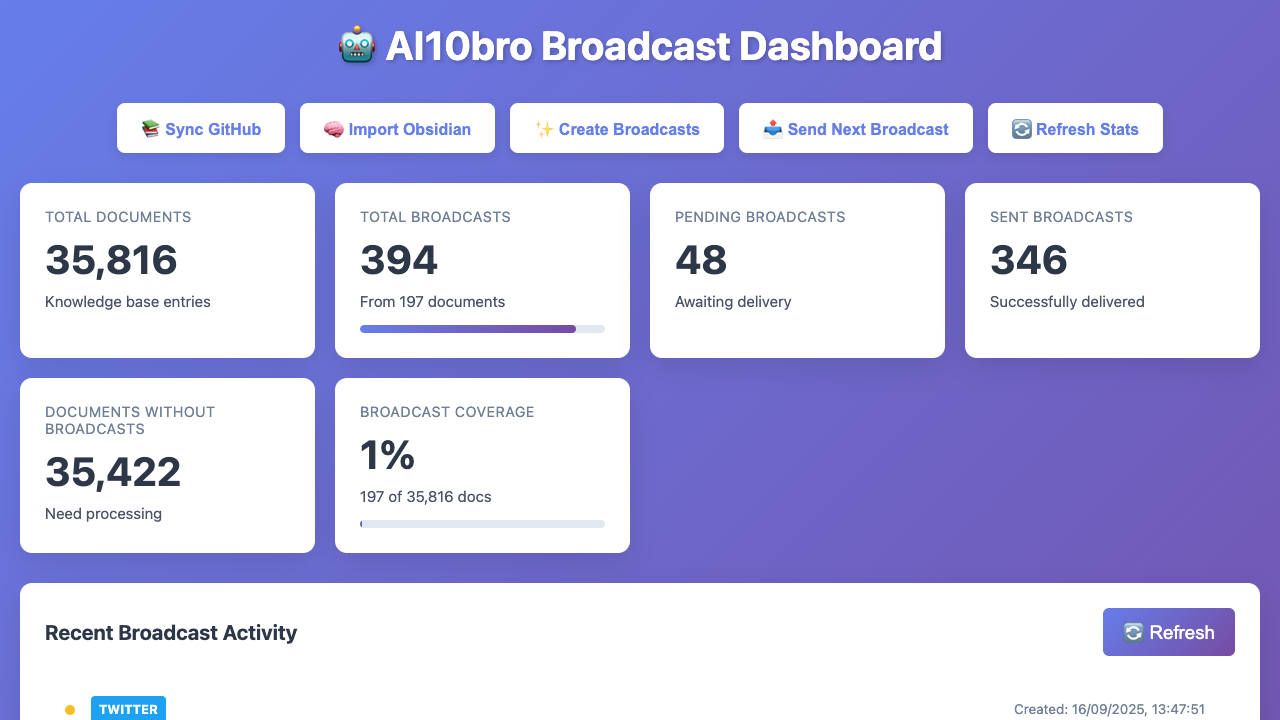 🤖 AI10bro Broadcast Dashboard
📚 Sync GitHub
🧠 Import Obsidian
✨ Create Broadcasts
📤 Send Next Broadcast
🔄 Refresh Stats
TOTAL DOCUMENTS
35,816
Knowledge base entries
TOTAL BROADCASTS
394
From 197 documents
PENDING BROADCASTS
48
Awaiting delivery
SENT BROADCASTS
346
Successfully delivered
DOCUMENTS WITHOUT
BROADCASTS
35,422
Need processing
BROADCAST COVERAGE
1%
197 of 35,816 docs
Recent Broadcast Activity
🔄 Refresh
TWITTER
Created: 16/09/2025, 13:47:51